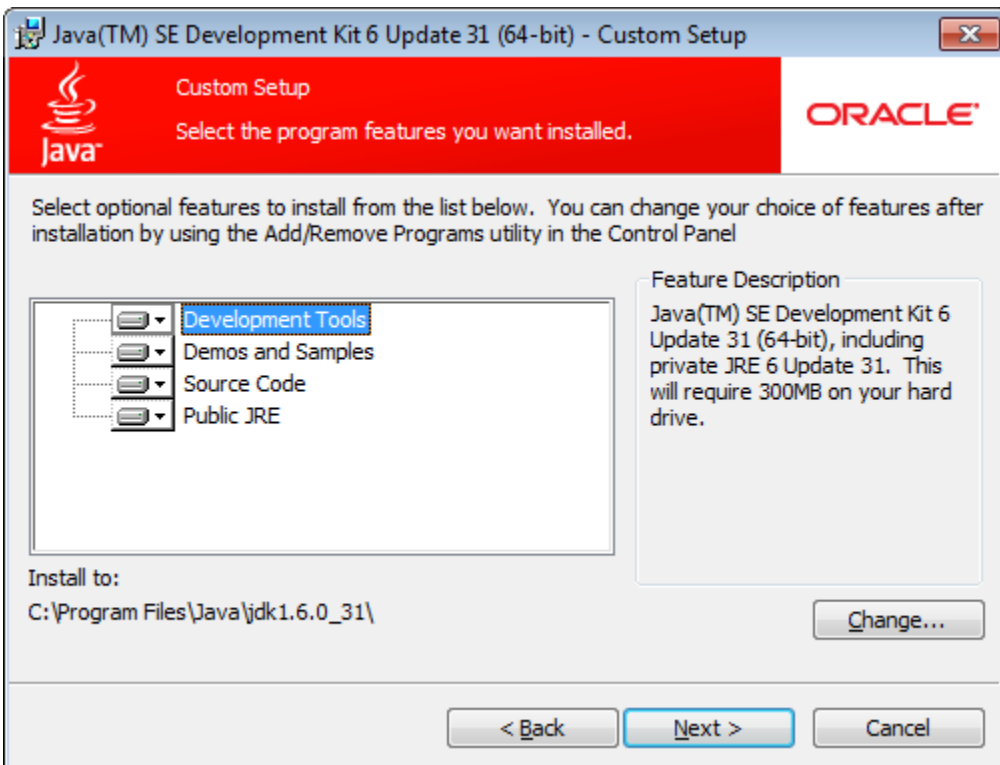 Java(TM) SE Development Kit 6 Update 31 (64-bit) - Custom Setup
Java
Custom Setup
Select the program features you want installed.
ORACLE
Select optional features to install from the list below.  You can change your choice of features after
installation by using the Add/Remove Programs utility in the Control Panel
Development Tools
Demos and Samples
Source Code
Public JRE
Feature Description
Java(TM) SE Development Kit 6
Update 31 (64-bit), including
private JRE 6 Update 31.  This
will require 300MB on your hard
drive.
Install to:
C:\Program Files\Java\jdk1.6.0_31\
Change...
< Back
Next >
Cancel